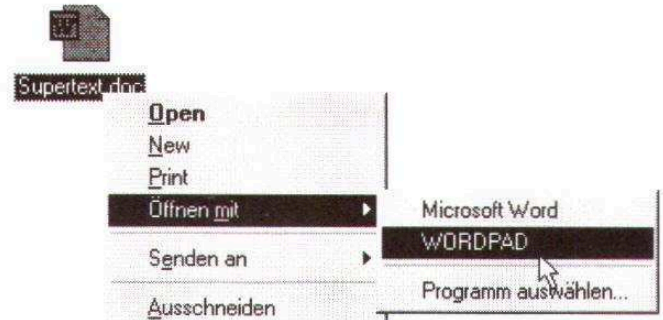 Supertext.doc
Open
New
Print
Öffnen mit
Microsoft Word
WORDPAD
Senden an
Programm auswählen...
Ausschneiden